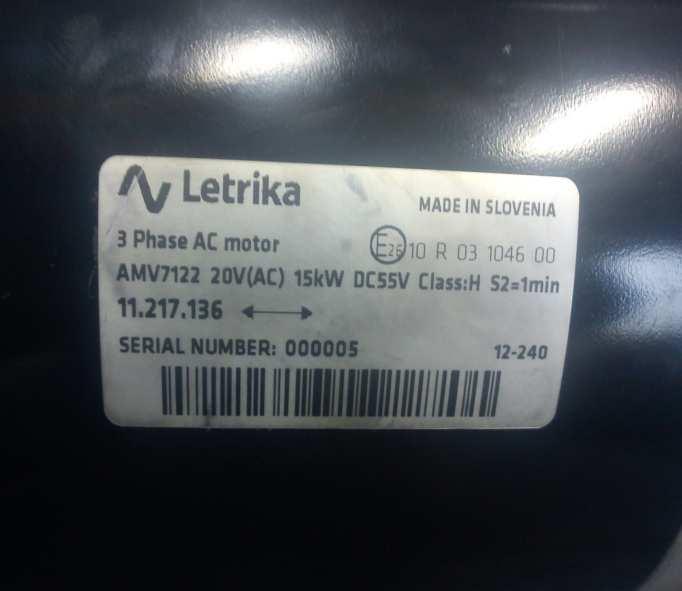 Letrika
MADE IN SLOVENIA
3 Phase AC motor
E26 10 R 03 1046 00
AMV7122 20V(AC) 15kW DC55V Class:H S2=1min
11.217.136
SERIAL NUMBER: 000005
12-240